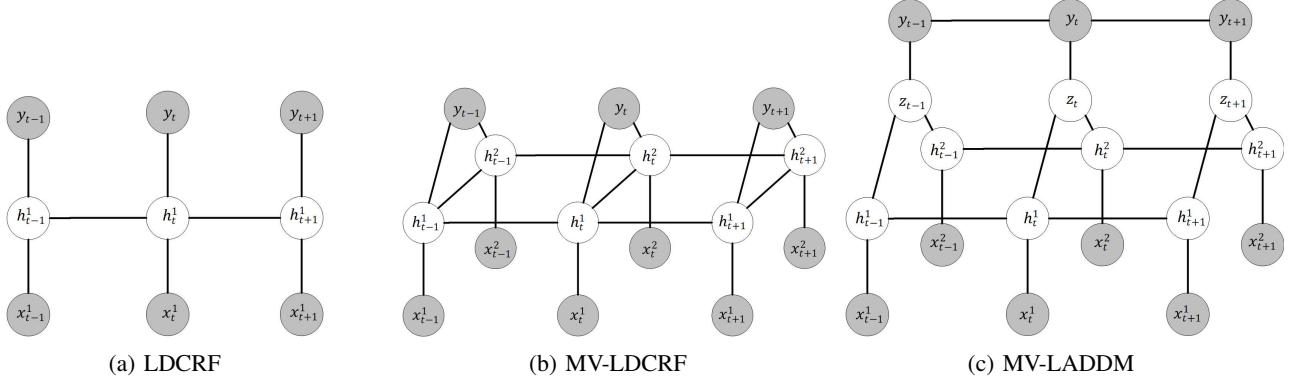 y_{t-1} y_t y_{t+1}
h^1_{t-1} h^1_t h^1_{t+1}
x^1_{t-1} x^1_t x^1_{t+1}
(a) LDCRF
y_{t-1} y_t y_{t+1}
h^2_{t-1} h^2_t h^2_{t+1}
h^1_{t-1} h^1_t h^1_{t+1}
x^2_{t-1} x^2_t x^2_{t+1}
x^1_{t-1} x^1_t x^1_{t+1}
(b) MV-LDCRF
y_{t-1} y_t y_{t+1}
z_{t-1} z_t z_{t+1}
h^2_{t-1} h^2_t h^2_{t+1}
h^1_{t-1} h^1_t h^1_{t+1}
x^2_{t-1} x^2_t x^2_{t+1}
x^1_{t-1} x^1_t x^1_{t+1}
(c) MV-LADDM